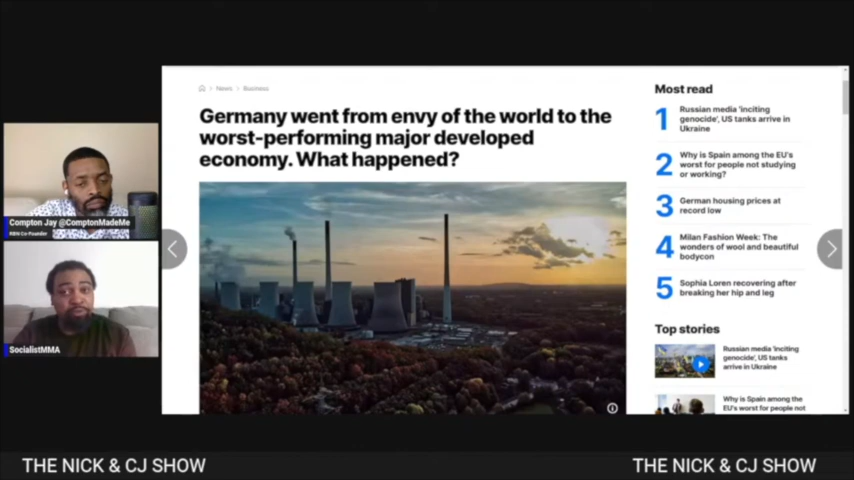 News > Business
Germany went from envy of the world to the
worst-performing major developed
economy. What happened?
Most read
1 Russian media 'inciting
genocide', US tanks arrive in
Ukraine
2 Why is Spain among the EU's
worst for people not studying
or working?
3 German housing prices at
record low
4 Milan Fashion Week: The
wonders of wool and beautiful
bodycon
5 Sophia Loren recovering after
breaking her hip and leg
Top stories
Russian media 'inciting
genocide', US tanks arrive in
Ukraine
Why is Spain among the
EU's worst for people not
Compton Jay @ComptonMadeMe
RBN Co-Founder
SocialistMMA
THE NICK & CJ SHOW
THE NICK & CJ SHOW